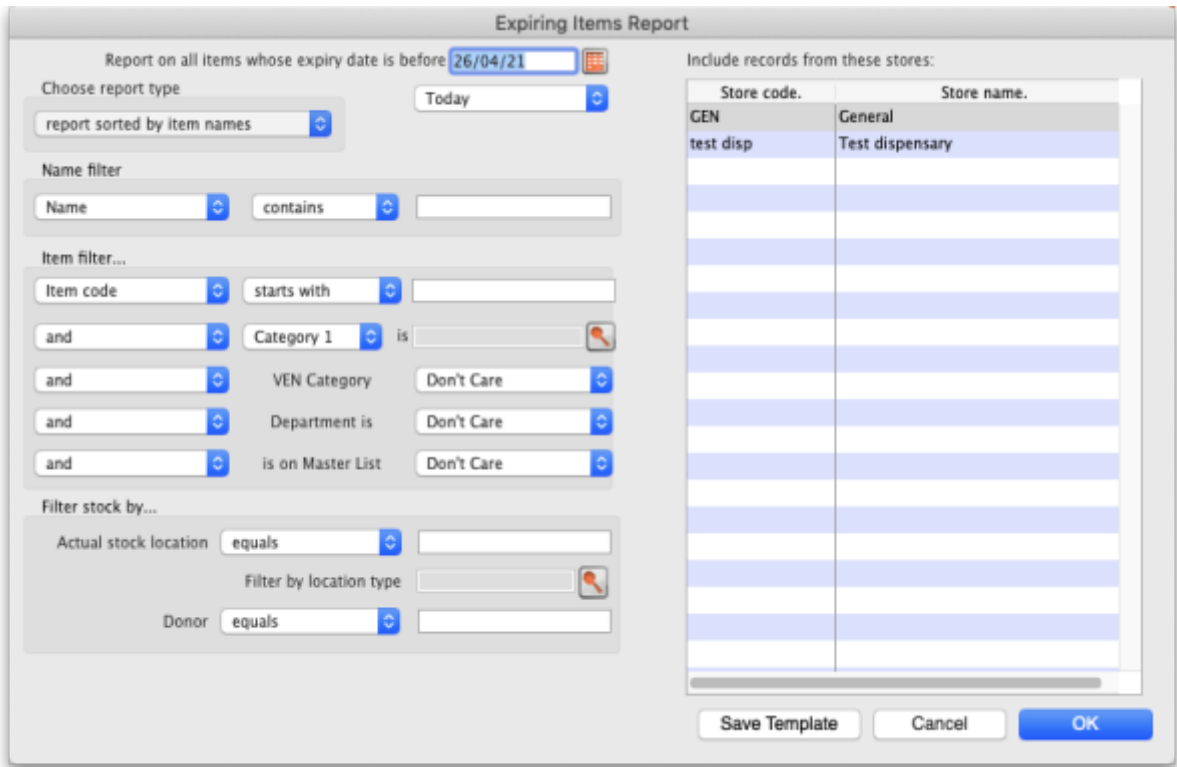 Expiring Items Report
Report on all items whose expiry date is before 26/04/21
Choose report type
Today
report sorted by item names
Name filter
Name contains
Item filter...
Item code starts with
and Category 1 is
and VEN Category Don't Care
and Department is Don't Care
and is on Master List Don't Care
Filter stock by...
Actual stock location equals
Filter by location type
Donor equals
Include records from these stores:
Store code. Store name.
GEN General
test disp Test dispensary
Save Template Cancel OK